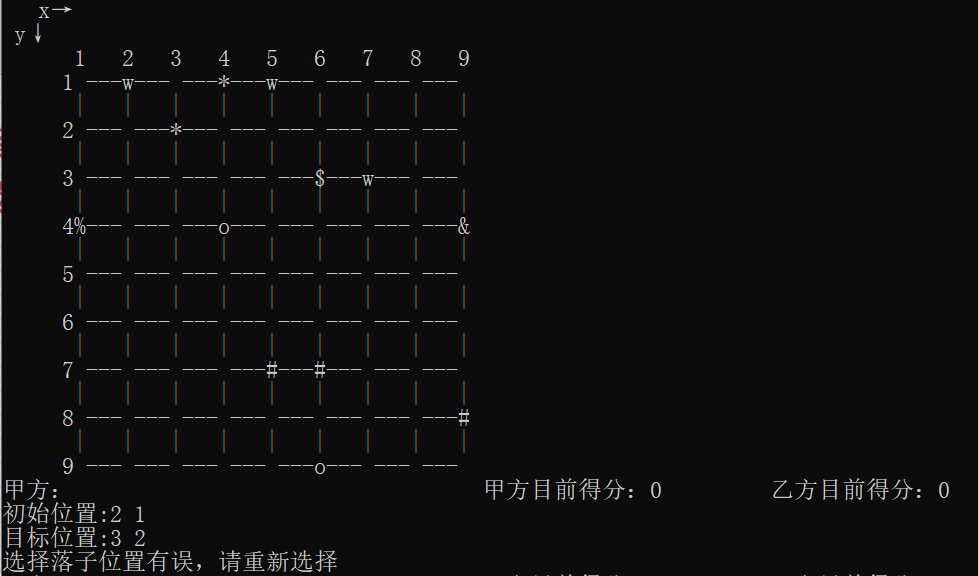 x→
y↓
1 2 3 4 5 6 7 8 9
1 ---w--- ---*---w--- --- --- ---
| | | | | | | | |
2 --- ---*--- --- --- --- --- ---
| | | | | | | | |
3 --- --- --- --- ---$---w--- ---
| | | | | | | | |
4%--- --- ---o--- --- --- --- ---&
| | | | | | | | |
5 --- --- --- --- --- --- --- ---
| | | | | | | | |
6 --- --- --- --- --- --- --- ---
| | | | | | | | |
7 --- --- --- ---#---#--- --- ---
| | | | | | | | |
8 --- --- --- --- --- --- --- ---#
| | | | | | | | |
9 --- --- --- --- ---o--- --- ---
甲方: 甲方目前得分: 0 乙方目前得分: 0
初始位置:2 1
目标位置:3 2
选择落子位置有误，请重新选择